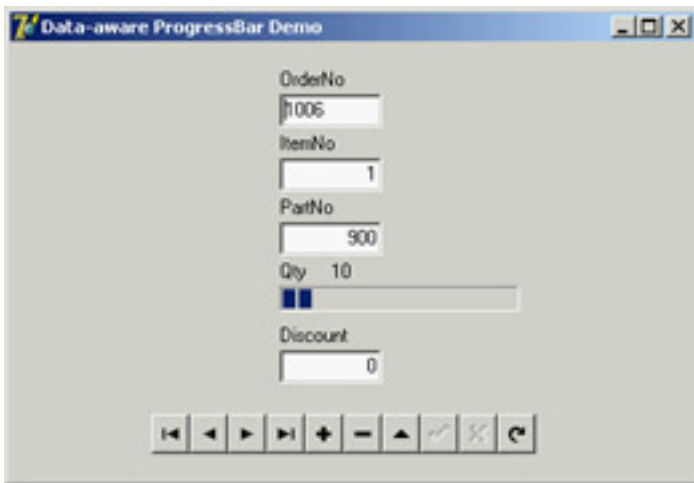 Data-aware ProgressBar Demo
OrderNo
1006
ItemNo
1
PartNo
900
Qty 10
Discount
0